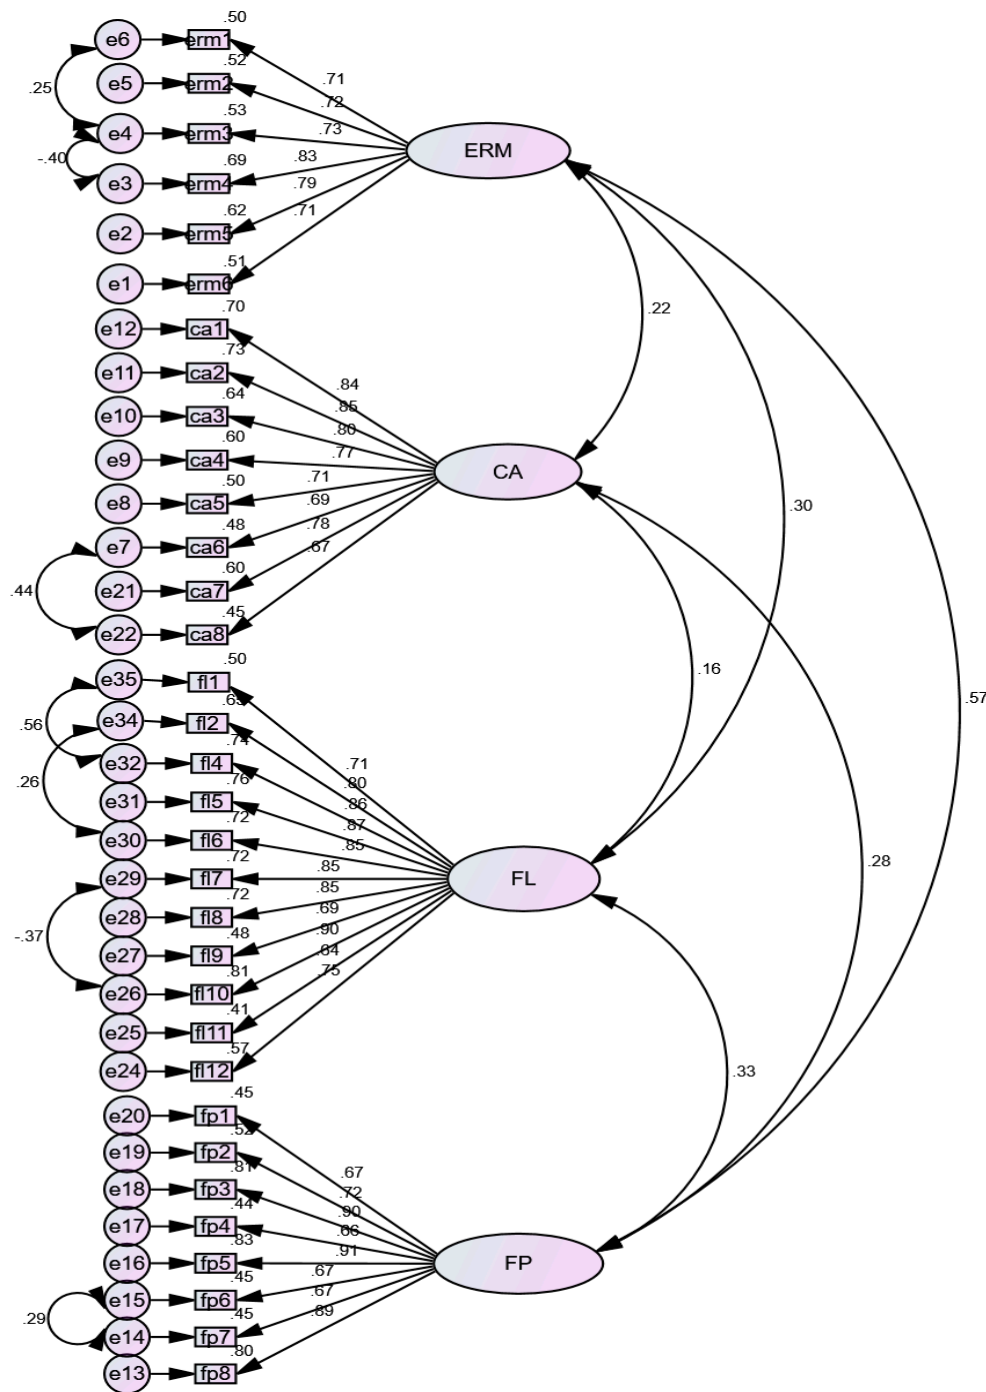 .50
e6 erm1
.52
.71
e5 erm2
.25
.72
.53
.73
e4 erm3
ERM
-.40
.69
.83
e3 erm4
.79
.62
.71
e2 erm5
.51
e1 erm6
.70
.22
e12 ca1
.73
e11 ca2
.84
.64
.85
e10 ca3
.80
.60
.77
e9 ca4
CA
.71
.50
.69
e8 ca5
.30
.48
.78
e7 ca6
.67
.60
.44
e21 ca7
.45
e22 ca8
.50
.16
e35 fl1
.57
.65
.56
e34 fl2
.74
.71
e32 fl4
.26
.76
.80
e31 fl5
.86
.72
.87
e30 fl6
.85
.72
.28
.85
e29 fl7
FL
.72
.85
e28 fl8
.69
-.37
.48
.90
e27 fl9
.64
.81
.75
e26 fl10
.41
e25 fl11
.57
e24 fl12
.33
.45
e20 fp1
.52
e19 fp2
.81
.67
e18 fp3
.72
.44
.90
e17 fp4
.66
.83
.91
e16 fp5
FP
.45
.67
e15 fp6
.67
.29
.45
.89
e14 fp7
.80
e13 fp8